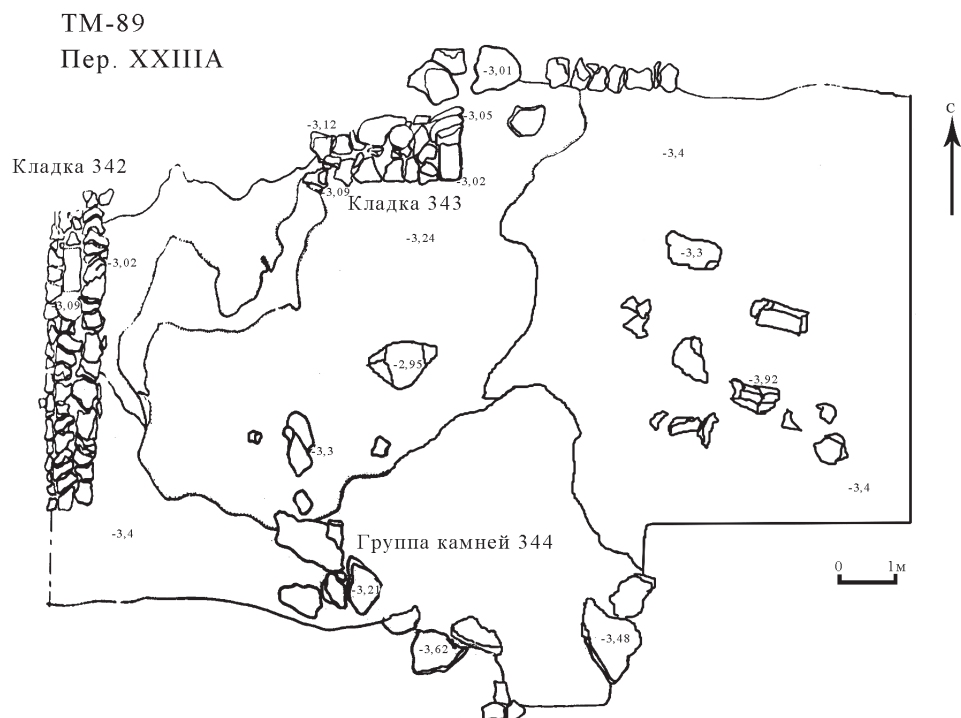 ТМ-89
Пер. XXIIIА
-3,01
-3,05
-3,12
с
-3,4
Кладка 342
-3,09
-3,02
Кладка 343
-3,24
-3,3
-3,02
-3,09
-2,95
-3,92
-3,3
-3,4
-3,4
Группа камней 344
0 1м
-3,21
-3,48
-3,62